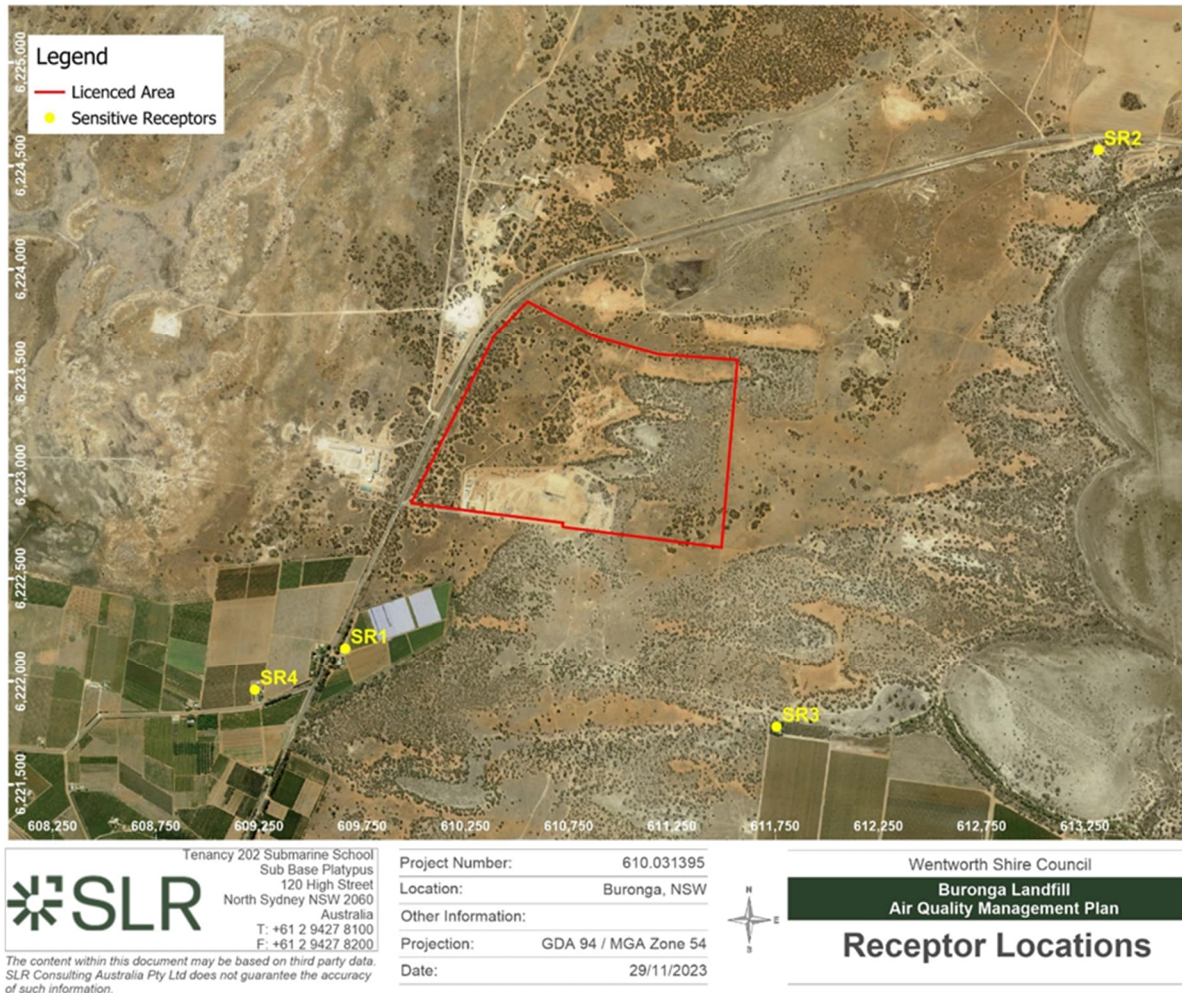 Legend
Licenced Area
Sensitive Receptors
6,225,000
6,224,500
6,224,000
6,223,500
6,223,000
6,222,500
6,222,000
6,221,500
SR2
SR1
SR4
SR3
608,250
608,750
609,250
609,750
610,250
610,750
611,250
611,750
612,250
612,750
613,250
SLR
Tenancy 202 Submarine School
Sub Base Platypus
120 High Street
North Sydney NSW 2060
Australia
T: +61 2 9427 8100
F: +61 2 9427 8200
The content within this document may be based on third party data.
SLR Consulting Australia Pty Ltd does not guarantee the accuracy
of such information.
Project Number: 610.031395
Location: Buronga, NSW
Other Information:
Projection: GDA 94 / MGA Zone 54
Date: 29/11/2023
N
E
S
Wentworth Shire Council
Buronga Landfill
Air Quality Management Plan
Receptor Locations